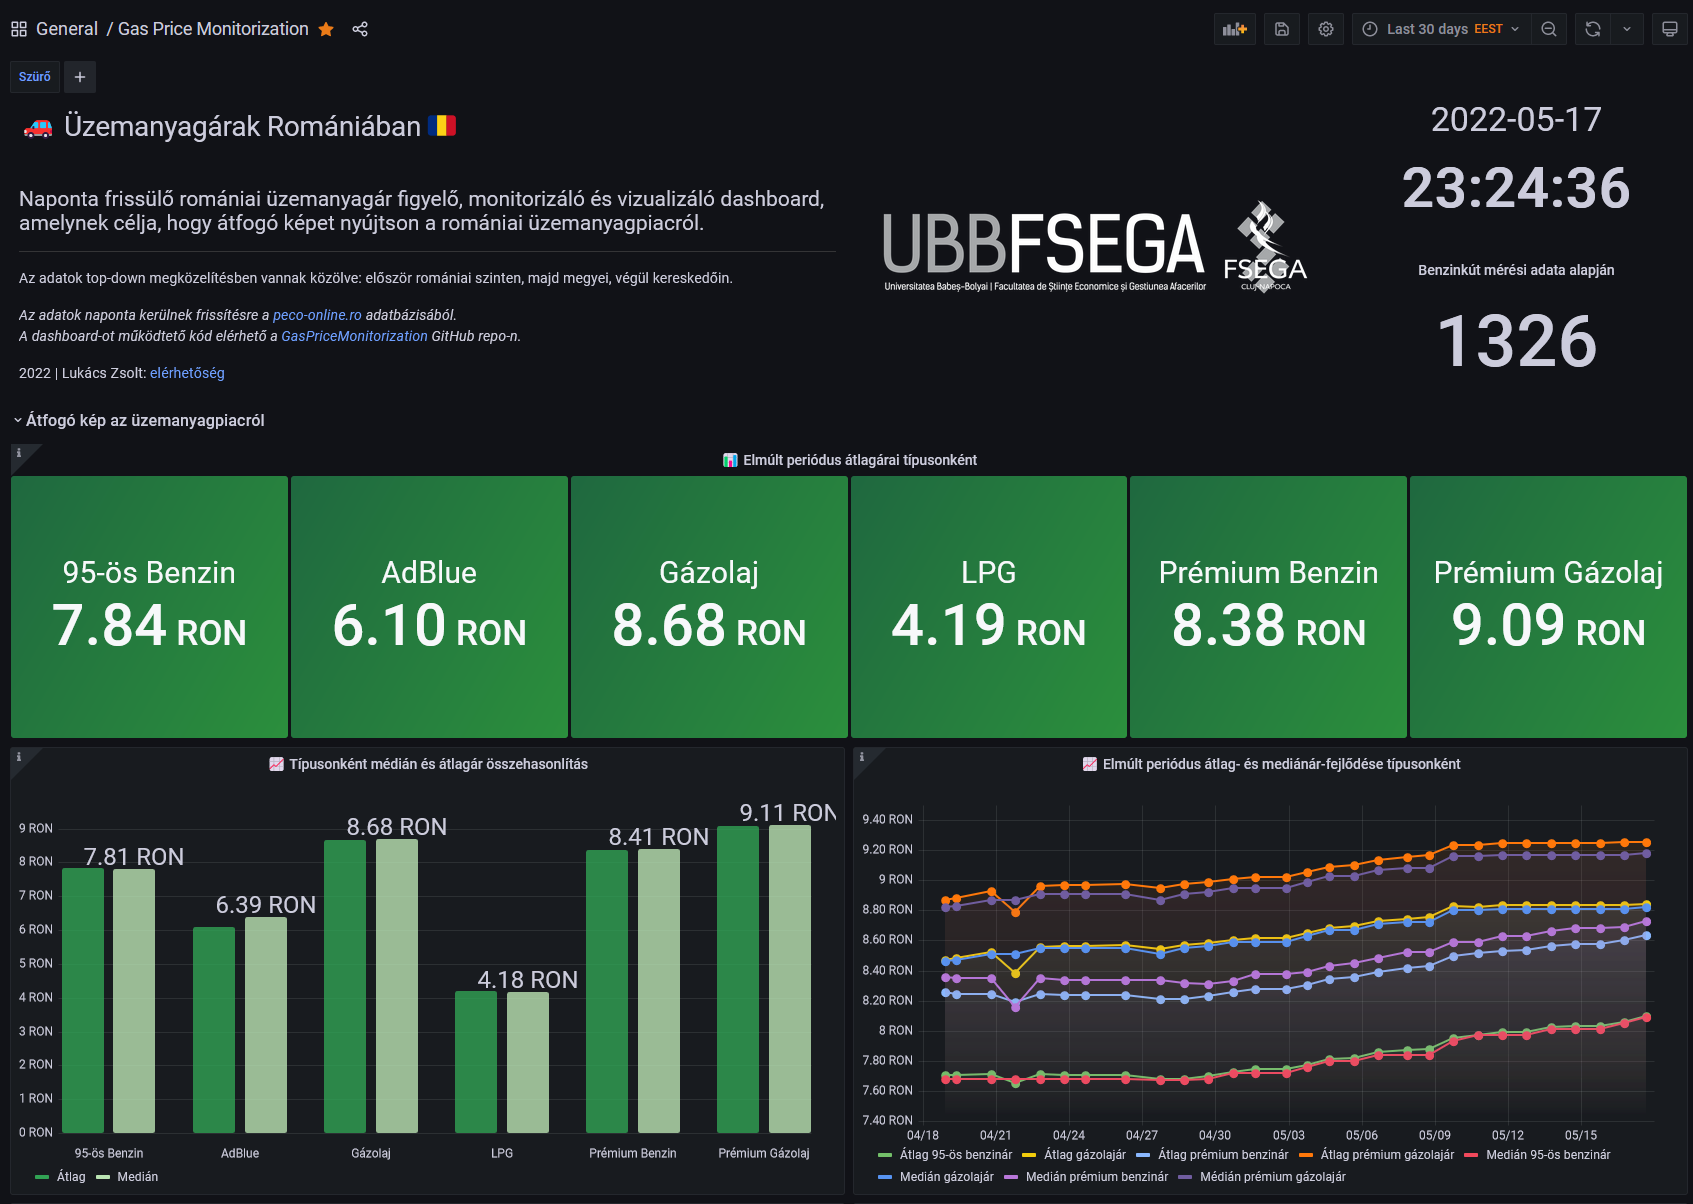 General / Gas Price Monitorization
Last 30 days EEST
Szűrő
+
Üzemanyagárak Romániában
2022-05-17
23:24:36
Naponta frissülő romániai üzemanyagár figyelő, monitorizáló és vizualizáló dashboard,
amelynek célja, hogy átfogó képet nyújtson a romániai üzemanyagpiacról.
UBBFSEGA
Universitatea Babeș-Bolyai | Facultatea de Științe Economice și Gestiunea Afacerilor
FSEGA
CLUJ-NAPOCA
Benzinkút mérési adata alapján
1326
Az adatok top-down megközelítésben vannak közölve: először romániai szinten, majd megyei, végül kereskedőin.
Az adatok naponta kerülnek frissítésre a peco-online.ro adatbázisából.
A dashboard-ot működtető kód elérhető a GasPriceMonitorization GitHub repo-n.
2022 | Lukács Zsolt: elérhetőség
Átfogó kép az üzemanyagpiacról
Elmúlt periódus átlagárai típusonként
95-ös Benzin
7.84 RON
AdBlue
6.10 RON
Gázolaj
8.68 RON
LPG
4.19 RON
Prémium Benzin
8.38 RON
Prémium Gázolaj
9.09 RON
Típusonként médián és átlagár összehasonlítás
9 RON
8 RON
7 RON
6 RON
5 RON
4 RON
3 RON
2 RON
1 RON
0 RON
7.81 RON
6.39 RON
8.68 RON
4.18 RON
8.41 RON
9.11 RON
95-ös Benzin
AdBlue
Gázolaj
LPG
Prémium Benzin
Prémium Gázolaj
Átlag Medián
Elmúlt periódus átlag- és mediánár-fejlődése típusonként
9.40 RON
9.20 RON
9 RON
8.80 RON
8.60 RON
8.40 RON
8.20 RON
8 RON
7.80 RON
7.60 RON
7.40 RON
04/18 04/21 04/24 04/27 04/30 05/03 05/06 05/09 05/12 05/15
Átlag 95-ös benzinár Átlag gázolajár Átlag prémium benzinár Átlag prémium gázolajár Medián 95-ös benzinár
Medián gázolajár Medián prémium benzinár Médián prémium gázolajár